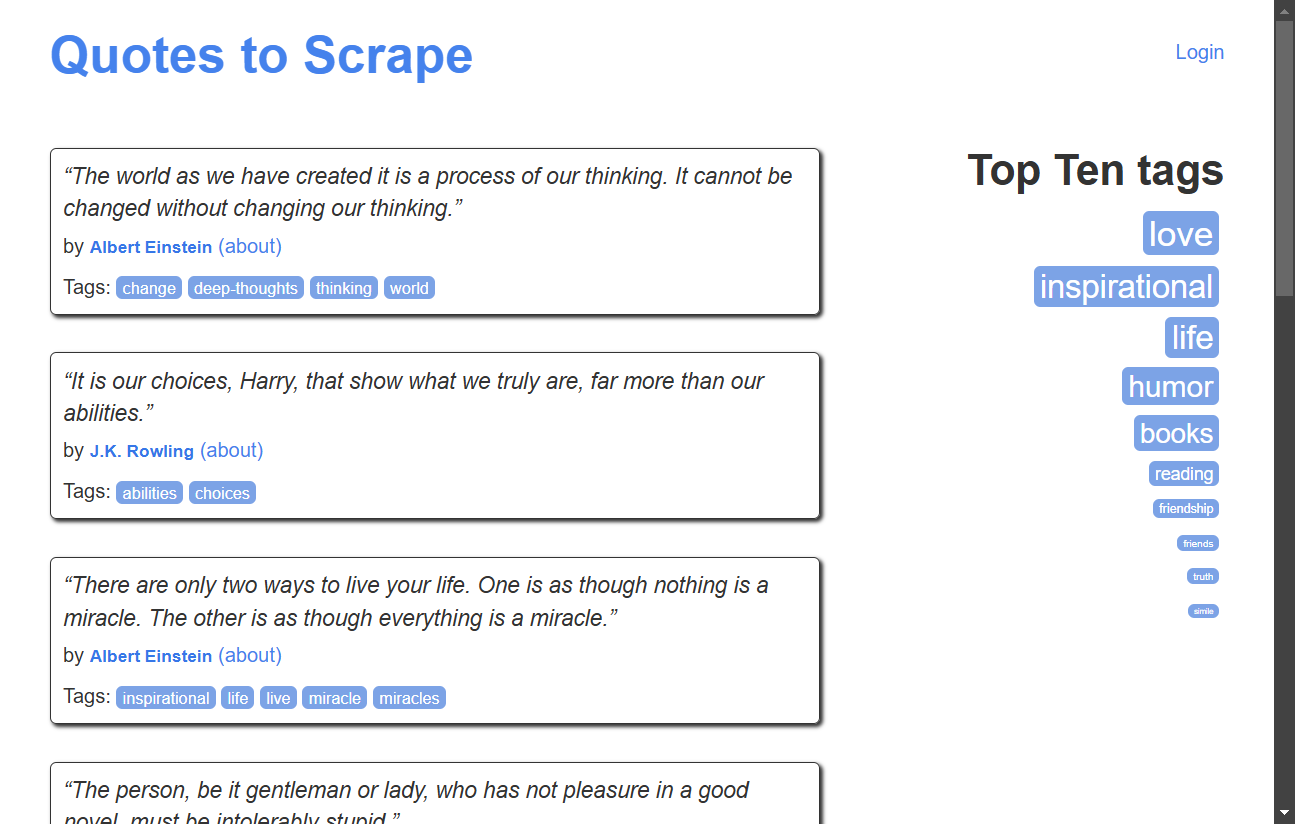 Quotes to Scrape
Login
“The world as we have created it is a process of our thinking. It cannot be
changed without changing our thinking.”
by Albert Einstein (about)
Tags: change deep-thoughts thinking world
“It is our choices, Harry, that show what we truly are, far more than our
abilities.”
by J.K. Rowling (about)
Tags: abilities choices
“There are only two ways to live your life. One is as though nothing is a
miracle. The other is as though everything is a miracle.”
by Albert Einstein (about)
Tags: inspirational life live miracle miracles
“The person, be it gentleman or lady, who has not pleasure in a good
novel, must be intolerably stupid.”
Top Ten tags
love
inspirational
life
humor
books
reading
friendship
friends
truth
simile